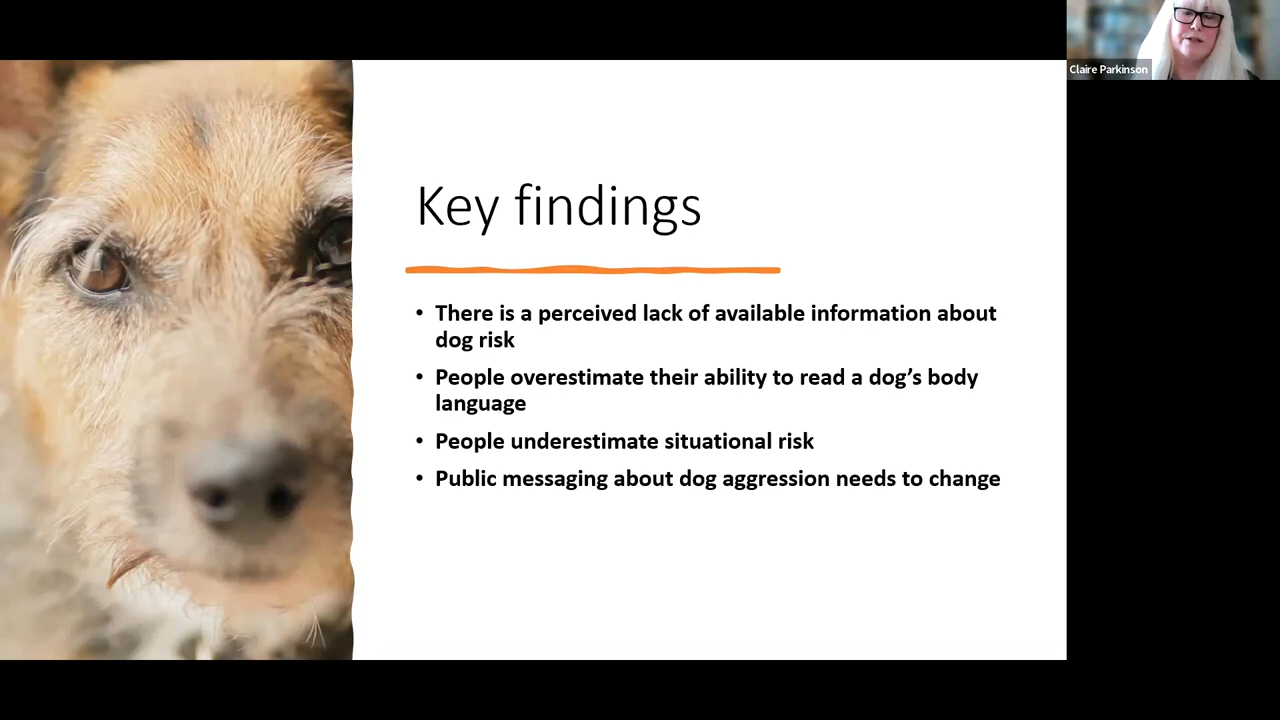 Claire Parkinson
Key findings
• There is a perceived lack of available information about
dog risk
• People overestimate their ability to read a dog’s body
language
• People underestimate situational risk
• Public messaging about dog aggression needs to change